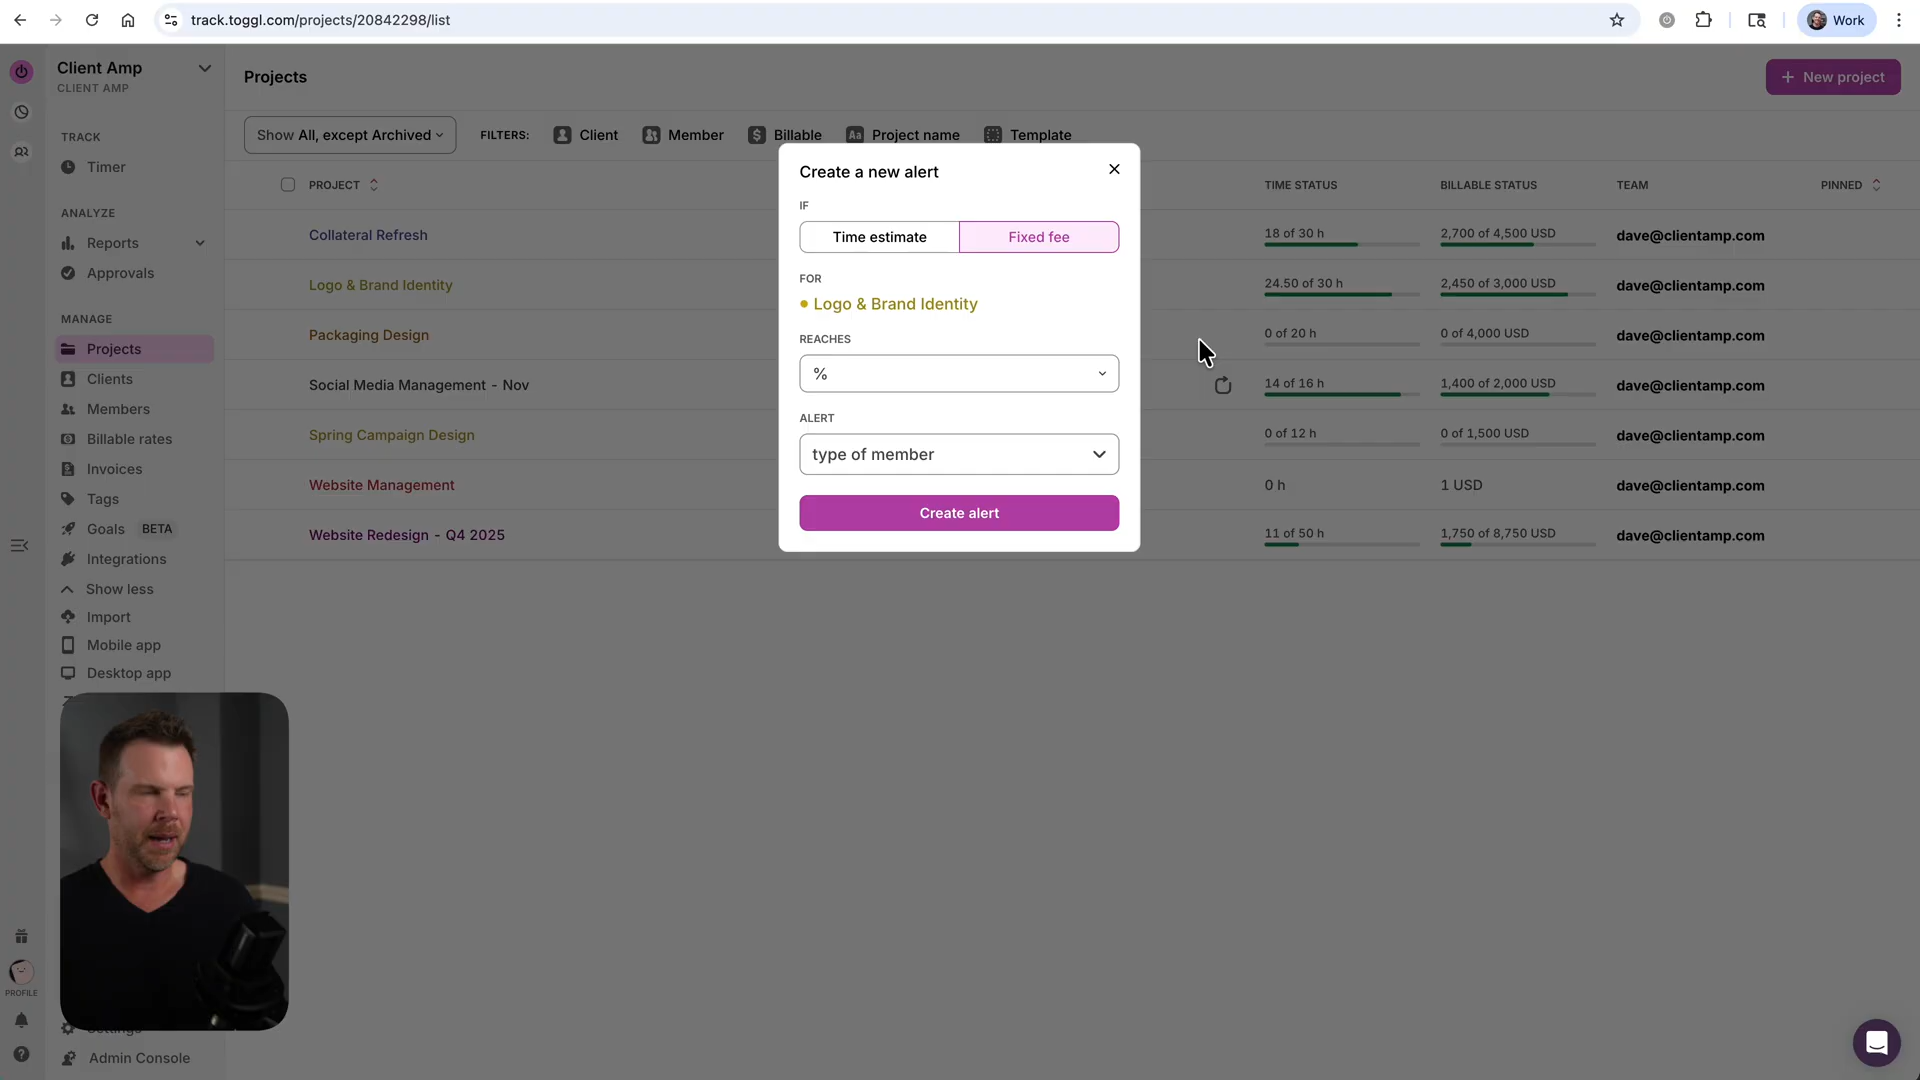 track.toggl.com/projects/20842298/list
Work
Client Amp
CLIENT AMP
TRACK
Timer
ANALYZE
Reports
Approvals
MANAGE
Projects
Clients
Members
Billable rates
Invoices
Tags
Goals BETA
Integrations
Show less
Import
Mobile app
Desktop app
PROFILE
Settings
Admin Console
Projects
+ New project
Show All, except Archived
FILTERS: Client Member $ Billable Aa Project name Template
PROJECT TIME STATUS BILLABLE STATUS TEAM PINNED
Collateral Refresh 18 of 30 h 2,700 of 4,500 USD dave@clientamp.com
Logo & Brand Identity 24.50 of 30 h 2,450 of 3,000 USD dave@clientamp.com
Packaging Design 0 of 20 h 0 of 4,000 USD dave@clientamp.com
Social Media Management - Nov 14 of 16 h 1,400 of 2,000 USD dave@clientamp.com
Spring Campaign Design 0 of 12 h 0 of 1,500 USD dave@clientamp.com
Website Management 0 h 1 USD dave@clientamp.com
Website Redesign - Q4 2025 11 of 50 h 1,750 of 8,750 USD dave@clientamp.com
Create a new alert
IF
Time estimate Fixed fee
FOR
Logo & Brand Identity
REACHES
%
ALERT
type of member
Create alert